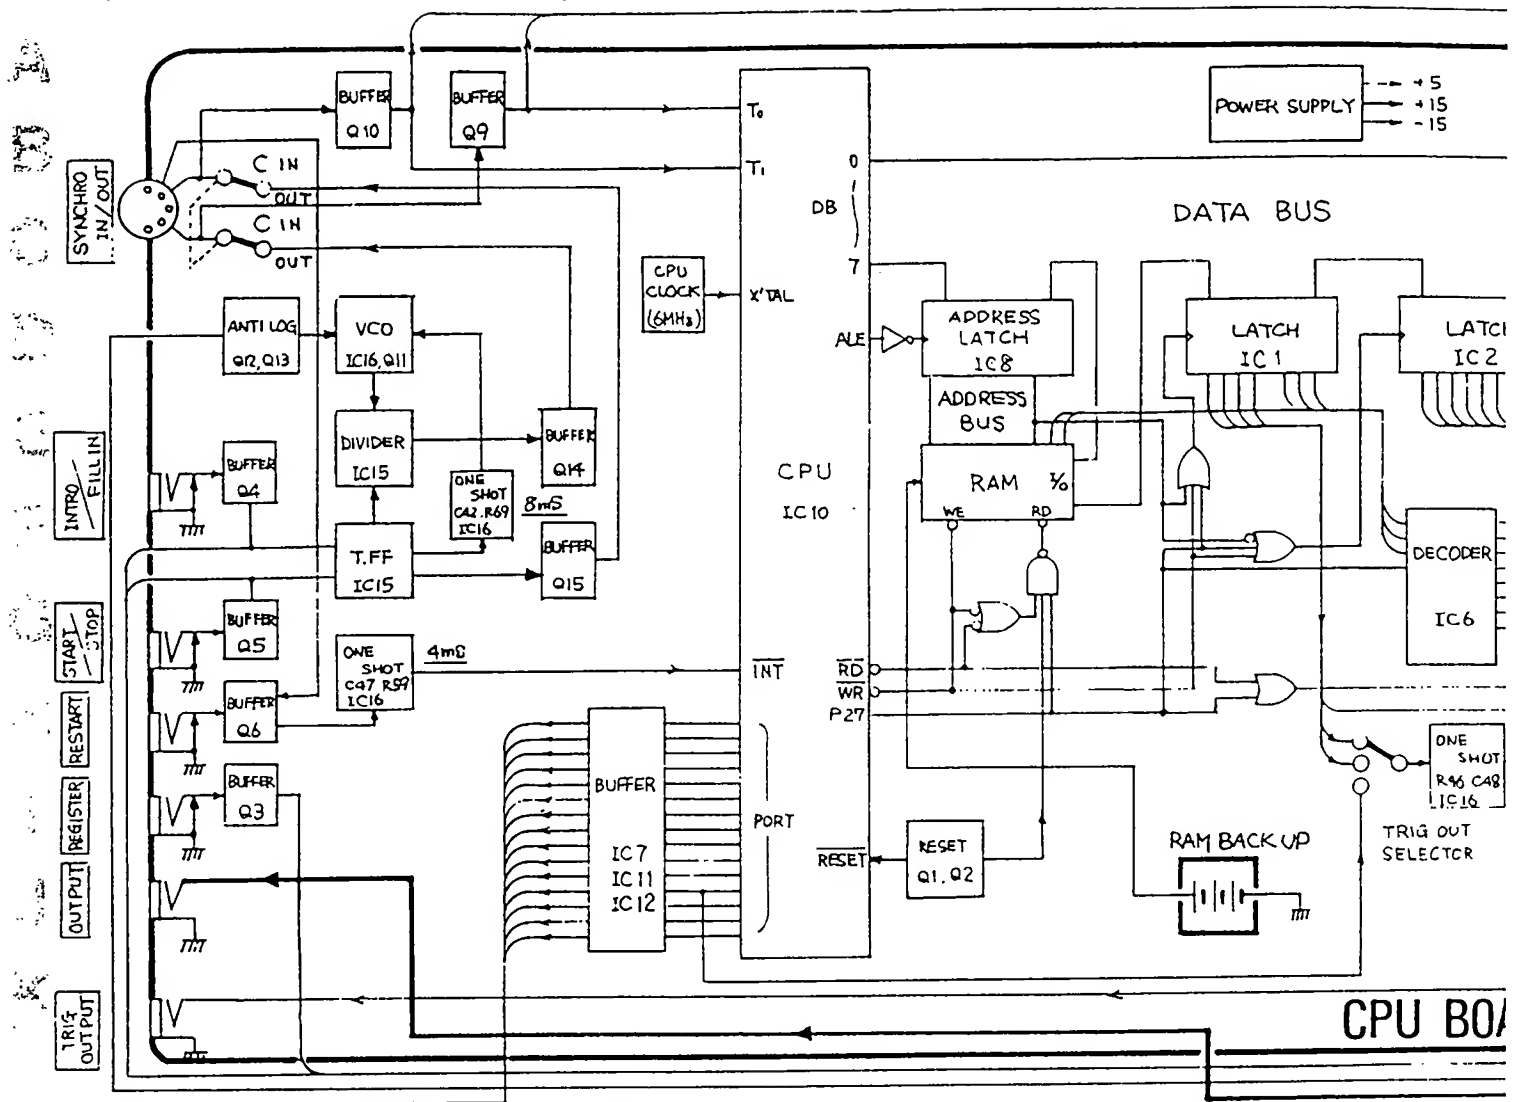 BUFFER
Q10
BUFFER
Q9
T₀
T₁
0
DB
7
POWER SUPPLY
+5
+15
-15
SYNCHRO
IN/OUT
C IN
OUT
C IN
OUT
DATA BUS
CPU
CLOCK
(6MHz)
X'TAL
ANTI LOG
Q12, Q13
VCO
IC16, Q11
ALE
ADDRESS
LATCH
IC8
LATCH
IC1
LATCH
IC2
ADDRESS
BUS
DIVIDER
IC15
BUFFER
Q14
INTRO
FILL IN
BUFFER
Q4
ONE
SHOT
C42. R69
IC16
8mS
CPU
IC10
RAM
I/O
WE
RD
T.FF
IC15
BUFFER
Q15
DECODER
IC6
START
STOP
BUFFER
Q5
ONE
SHOT
C47 R59
IC16
4mS
INT
RD
WR
P27
RESTART
BUFFER
Q6
BUFFER
IC7
IC11
IC12
PORT
ONE
SHOT
R46 C48
IC16
REGISTER
BUFFER
Q3
TRIG OUT
SELECTOR
RESET
RESET
Q1. Q2
RAM BACK UP
OUTPUT
TRIG
OUTPUT
CPU BOA